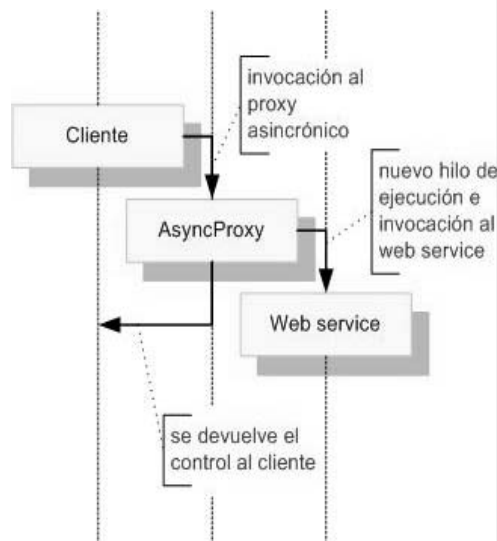 invocación al
proxy
asincrónico
Cliente
nuevo hilo de
ejecución e
invocación al
web service
AsyncProxy
Web service
se devuelve el
control al cliente